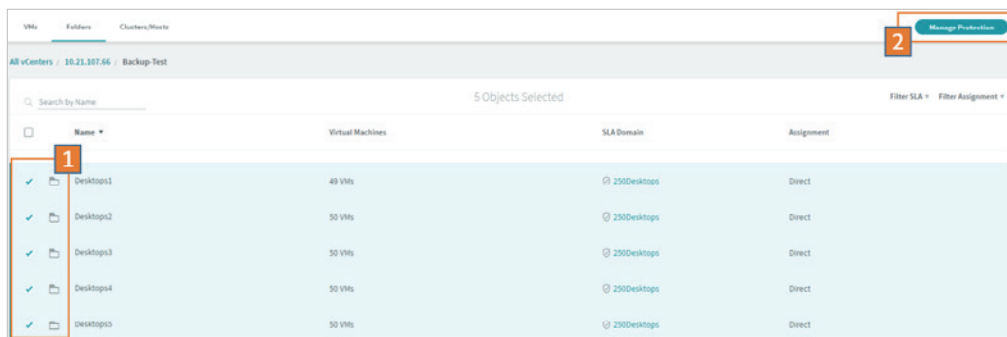 VMs Folders Clusters/Hosts Manage Protection
2
All vCenters / 10.21.107.66 / Backup-Test
Search by Name 5 Objects Selected Filter SLA Filter Assignment
Name Virtual Machines SLA Domain Assignment
1
Desktops1 49 VMs 250Desktops Direct
Desktops2 50 VMs 250Desktops Direct
Desktops3 50 VMs 250Desktops Direct
Desktops4 50 VMs 250Desktops Direct
Desktops5 50 VMs 250Desktops Direct